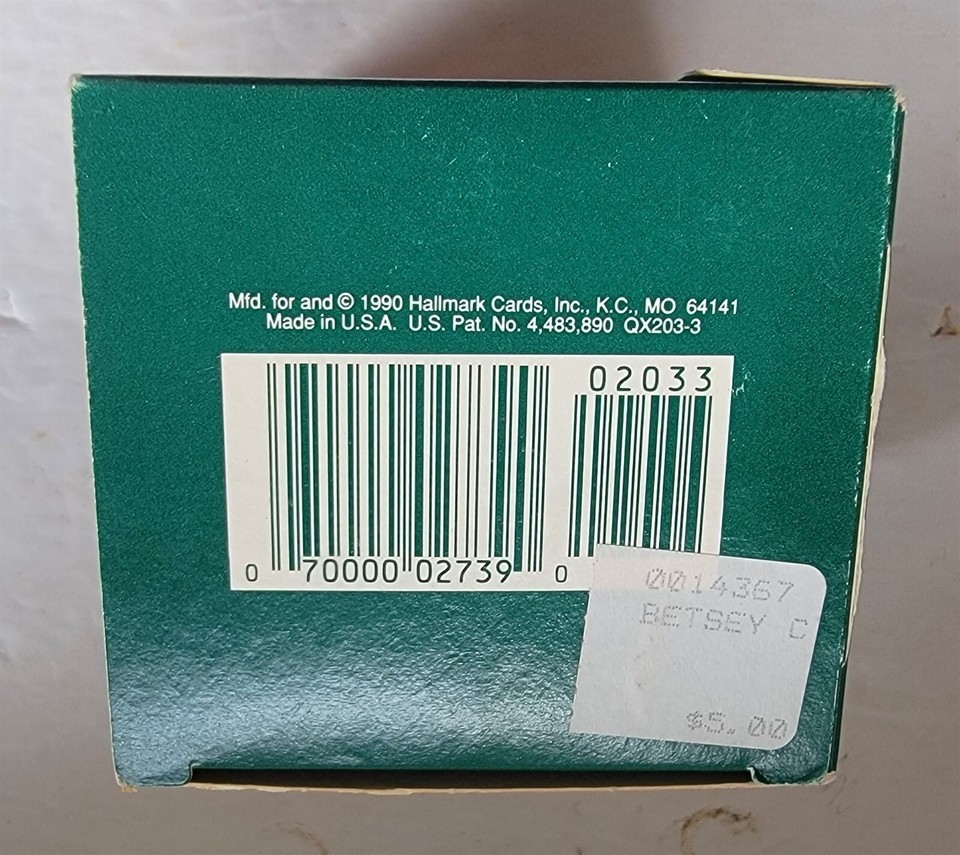 Mfd. for and © 1990 Hallmark Cards, Inc., K.C., MO 64141
Made in U.S.A. U.S. Pat. No. 4,483,890 QX203-3
02033
0 70000 02739 0
0014367
BETSEY C
$5.00